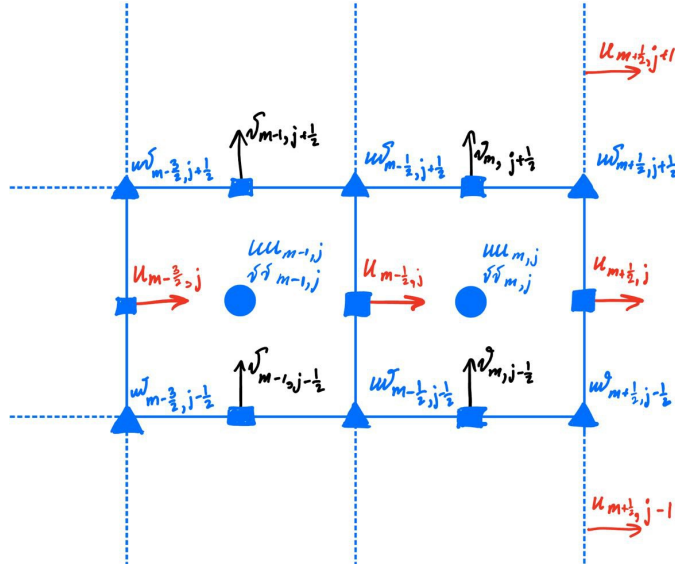 u m+½, j+1
v m-1, j+½
v m, j+½
uv m-3/2, j+½
uv m-½, j+½
uv m+½, j+½
uu m-1, j
vv m-1, j
uu m, j
vv m, j
u m-3/2, j
u m-½, j
u m+½, j
v m-1, j-½
v m, j-½
uv m-3/2, j-½
uv m-½, j-½
uv m+½, j-½
u m+½, j-1